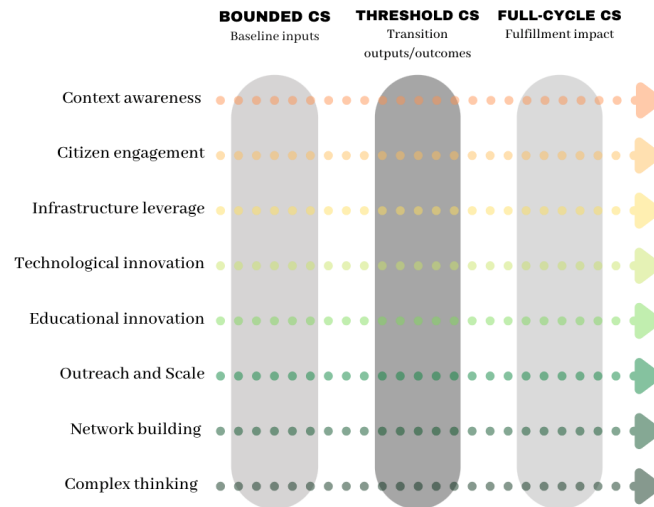 BOUNDED CS
Baseline inputs
THRESHOLD CS
Transition
outputs/outcomes
FULL-CYCLE CS
Fulfillment impact
Context awareness
Citizen engagement
Infrastructure leverage
Technological innovation
Educational innovation
Outreach and Scale
Network building
Complex thinking